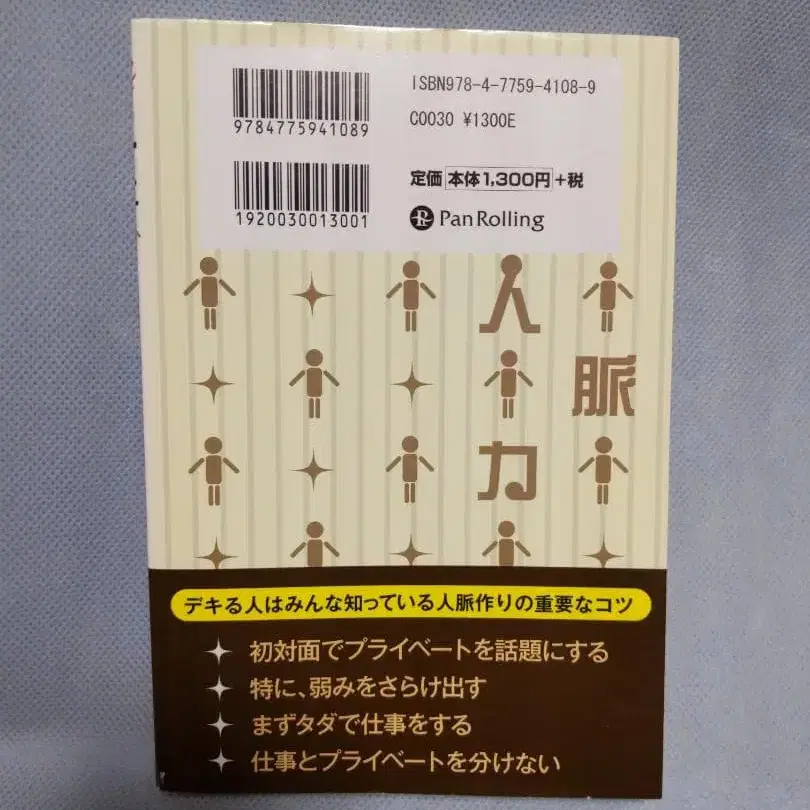 ISBN978-4-7759-4108-9
9784775941089
C0030 ¥1300E
定価 本体1,300円+税
1920030013001
PanRolling
人
脈
力
デキる人はみんな知っている人脈作りの重要なコツ
初対面でプライベートを話題にする
特に、弱みをさらけ出す
まずタダで仕事をする
仕事とプライベートを分けない